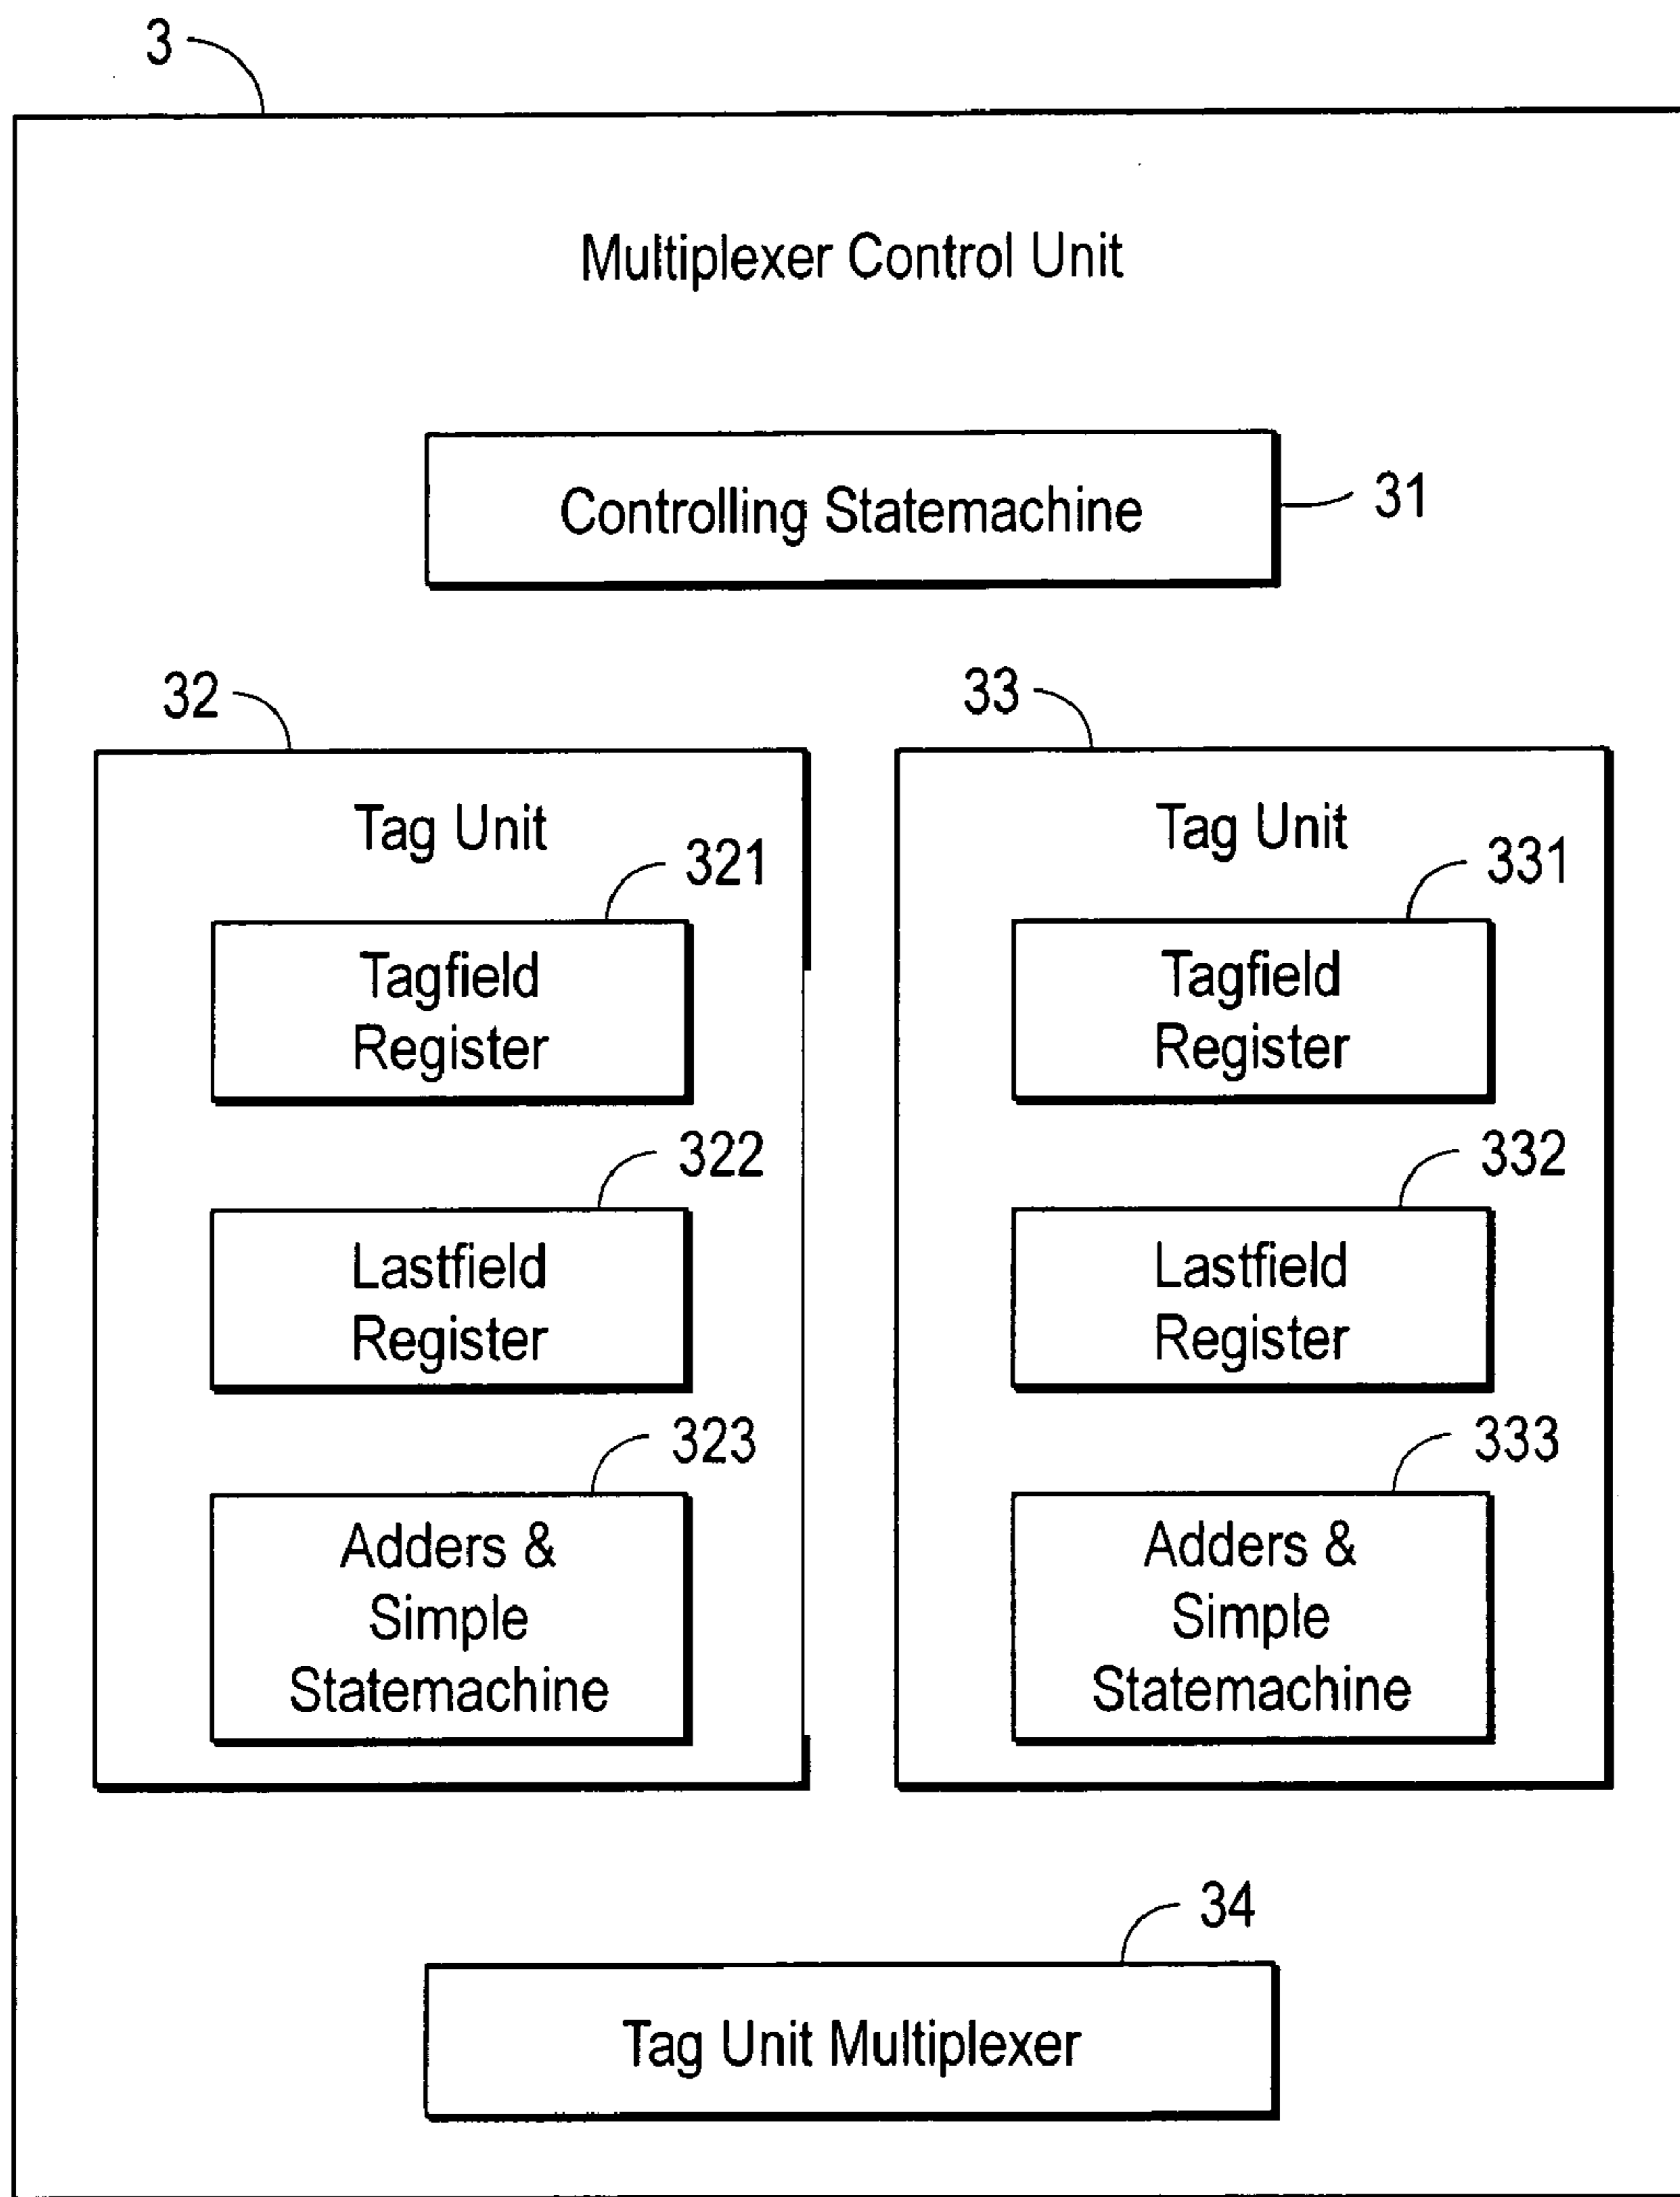 3
Multiplexer Control Unit
Controlling Statemachine
31
32
33
Tag Unit
321
Tagfield
Register
322
Lastfield
Register
323
Adders &
Simple
Statemachine
Tag Unit
331
Tagfield
Register
332
Lastfield
Register
333
Adders &
Simple
Statemachine
34
Tag Unit Multiplexer